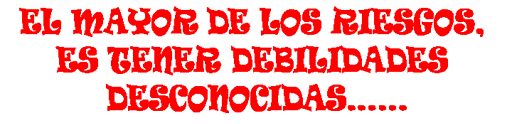 EL MAYOR DE LOS RIESGOS,
ES TENER DEBILIDADES
DESCONOCIDAS......